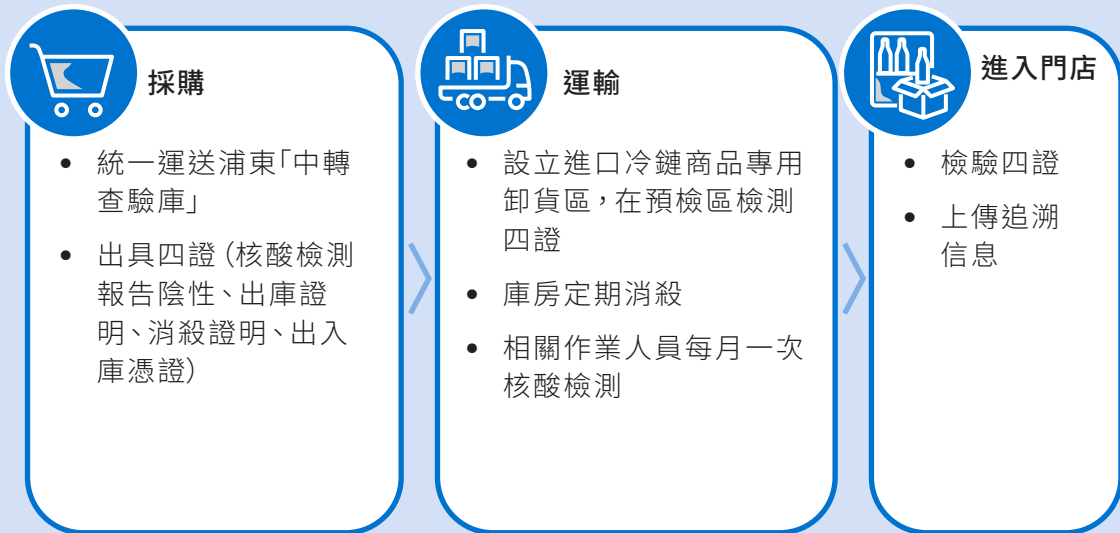 採購
• 統一運送浦東「中轉
查驗庫」
• 出具四證（核酸檢測
報告陰性、出庫證
明、消殺證明、出入
庫憑證）
運輸
• 設立進口冷鏈商品專用
卸貨區，在預檢區檢測
四證
• 庫房定期消殺
• 相關作業人員每月一次
核酸檢測
進入門店
• 檢驗四證
• 上傳追溯
信息